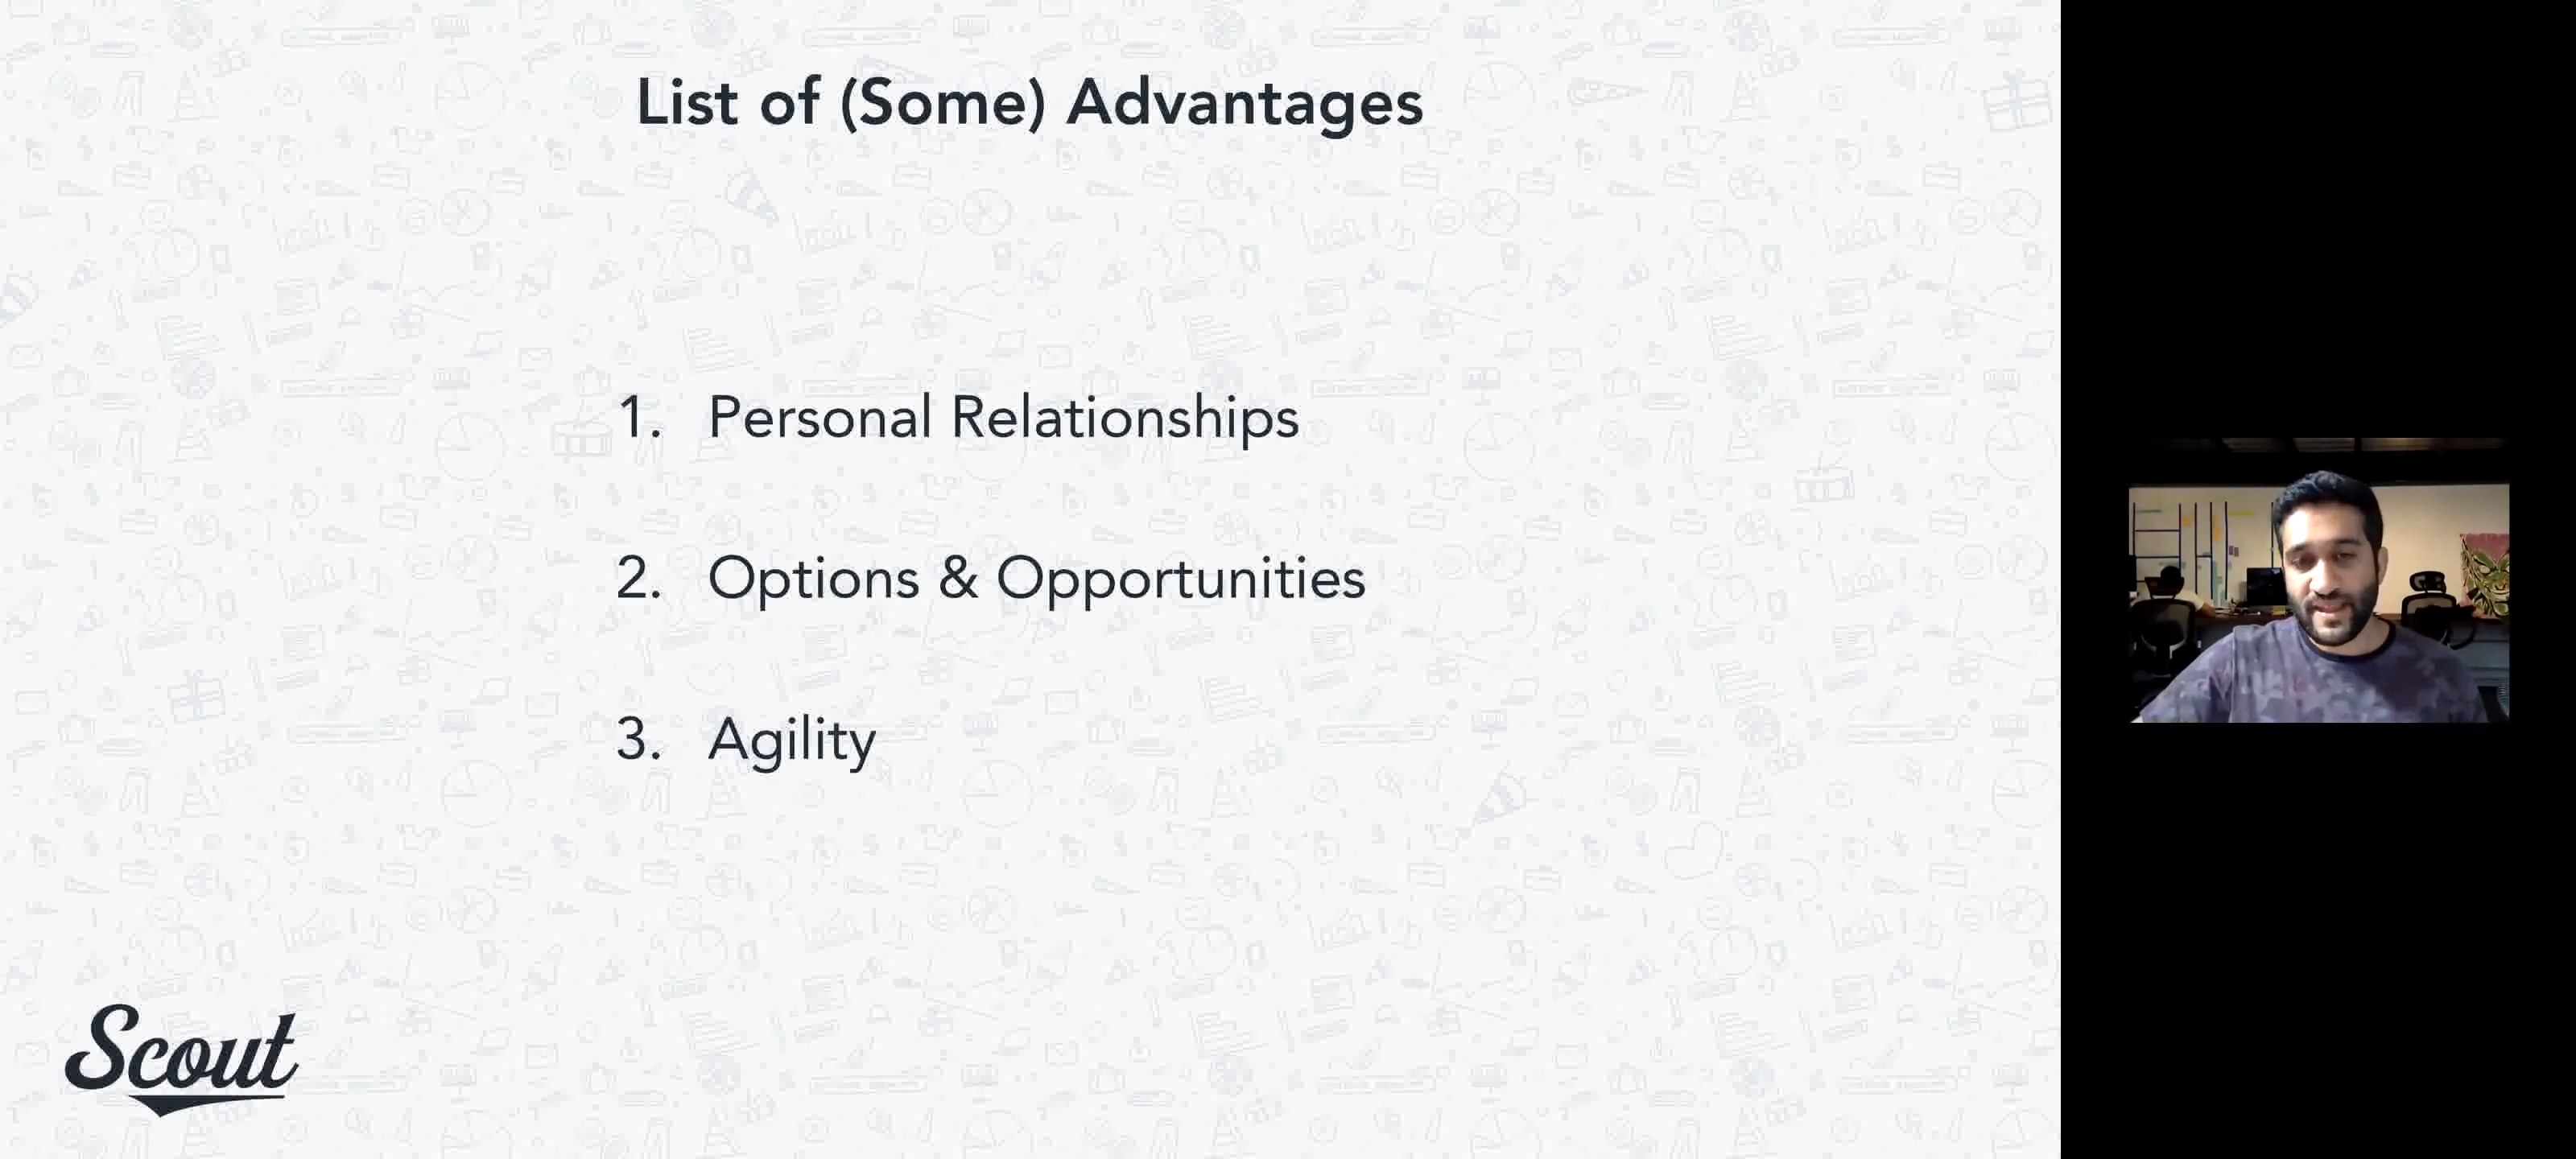 List of (Some) Advantages
1. Personal Relationships
2. Options & Opportunities
3. Agility
Scout